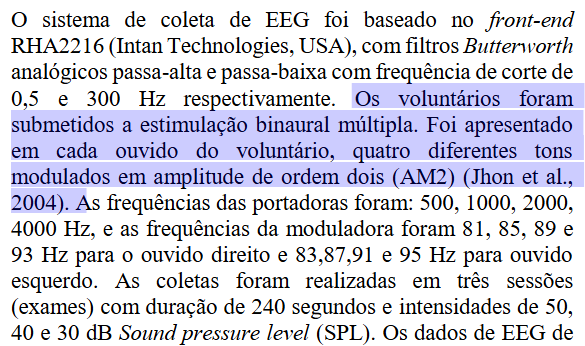 O sistema de coleta de EEG foi baseado no front-end
RHA2216 (Intan Technologies, USA), com filtros Butterworth
analógicos passa-alta e passa-baixa com frequência de corte de
0,5 e 300 Hz respectivamente. Os voluntários foram
submetidos a estimulação binaural múltipla. Foi apresentado
em cada ouvido do voluntário, quatro diferentes tons
modulados em amplitude de ordem dois (AM2) (Jhon et al.,
2004). As frequências das portadoras foram: 500, 1000, 2000,
4000 Hz, e as frequências da moduladora foram 81, 85, 89 e
93 Hz para o ouvido direito e 83,87,91 e 95 Hz para ouvido
esquerdo. As coletas foram realizadas em três sessões
(exames) com duração de 240 segundos e intensidades de 50,
40 e 30 dB Sound pressure level (SPL). Os dados de EEG de